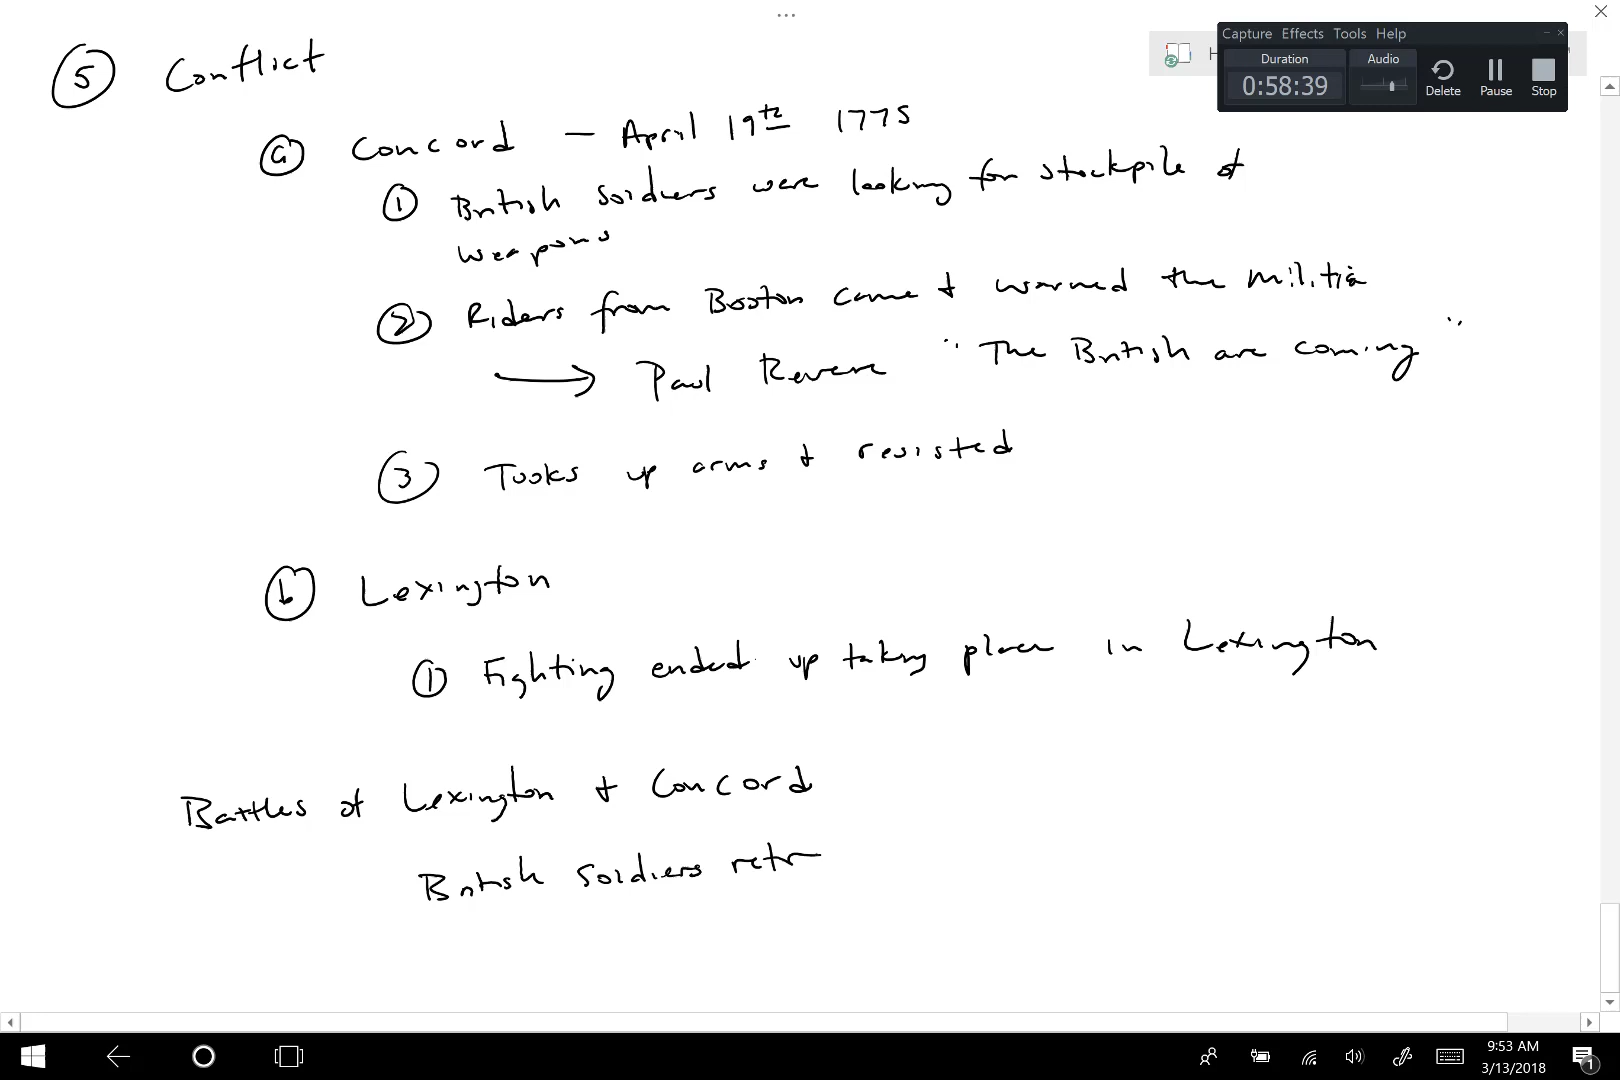 ...
Capture Effects Tools Help
Duration Audio
0:58:39 Delete Pause Stop
5 Conflict
a Concord — April 19th 1775
1 British Soldiers were looking for stockpile of
weapons
2 Riders from Boston came + warned the militia
→ Paul Revere "The British are coming"
3 Tooks up arms + resisted
b Lexington
1 Fighting ended up taking place in Lexington
Battles of Lexington + Concord
British Soldiers retr
9:53 AM
3/13/2018
1